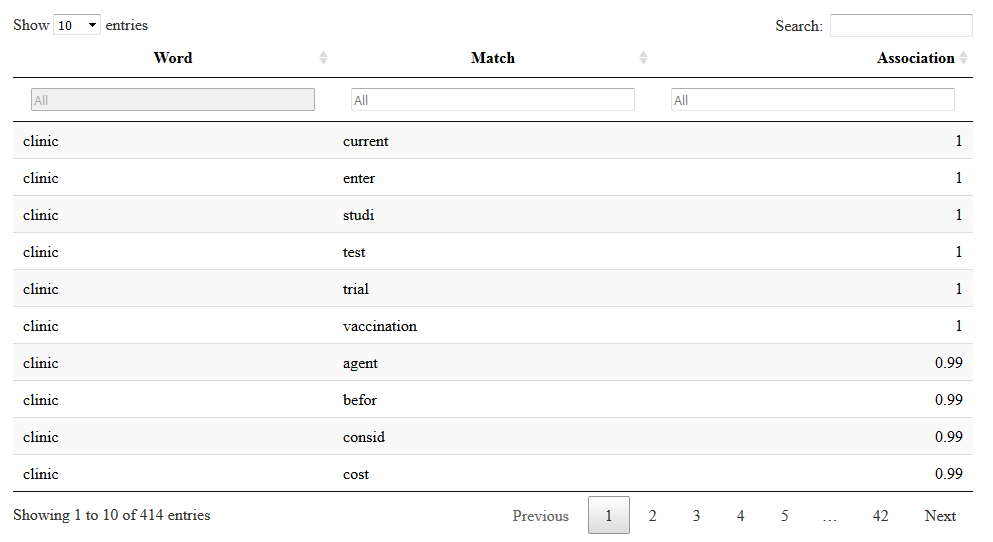 Show 10 entries Search:
Word Match Association
All All All
clinic current 1
clinic enter 1
clinic studi 1
clinic test 1
clinic trial 1
clinic vaccination 1
clinic agent 0.99
clinic befor 0.99
clinic consid 0.99
clinic cost 0.99
Showing 1 to 10 of 414 entries Previous 1 2 3 4 5 … 42 Next